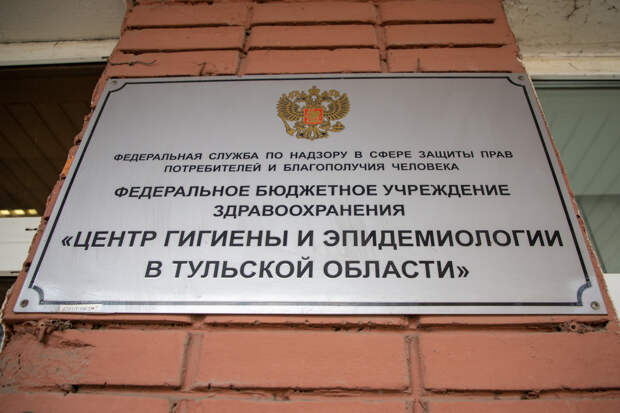 ФЕДЕРАЛЬНАЯ СЛУЖБА ПО НАДЗОРУ В СФЕРЕ ЗАЩИТЫ ПРАВ
ПОТРЕБИТЕЛЕЙ И БЛАГОПОЛУЧИЯ ЧЕЛОВЕКА
ФЕДЕРАЛЬНОЕ БЮДЖЕТНОЕ УЧРЕЖДЕНИЕ
ЗДРАВООХРАНЕНИЯ
«ЦЕНТР ГИГИЕНЫ И ЭПИДЕМИОЛОГИИ
В ТУЛЬСКОЙ ОБЛАСТИ»